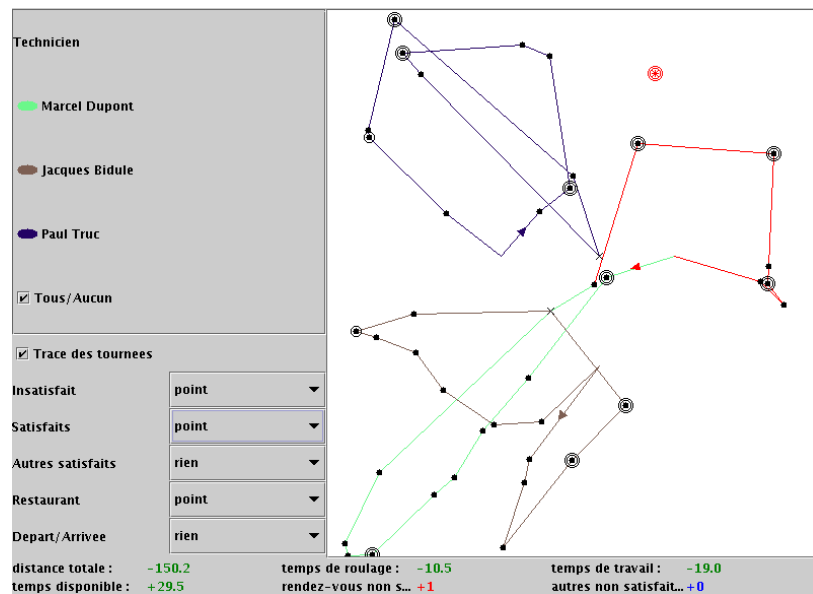 Technicien
Marcel Dupont
Jacques Bidule
Paul Truc
Tous/Aucun
Trace des tournees
Insatisfait point
Satisfaits point
Autres satisfaits rien
Restaurant point
Depart/Arrivee rien
distance totale : -150.2 temps de roulage : -10.5 temps de travail : -19.0
temps disponible : +29.5 rendez-vous non s... +1 autres non satisfait... +0